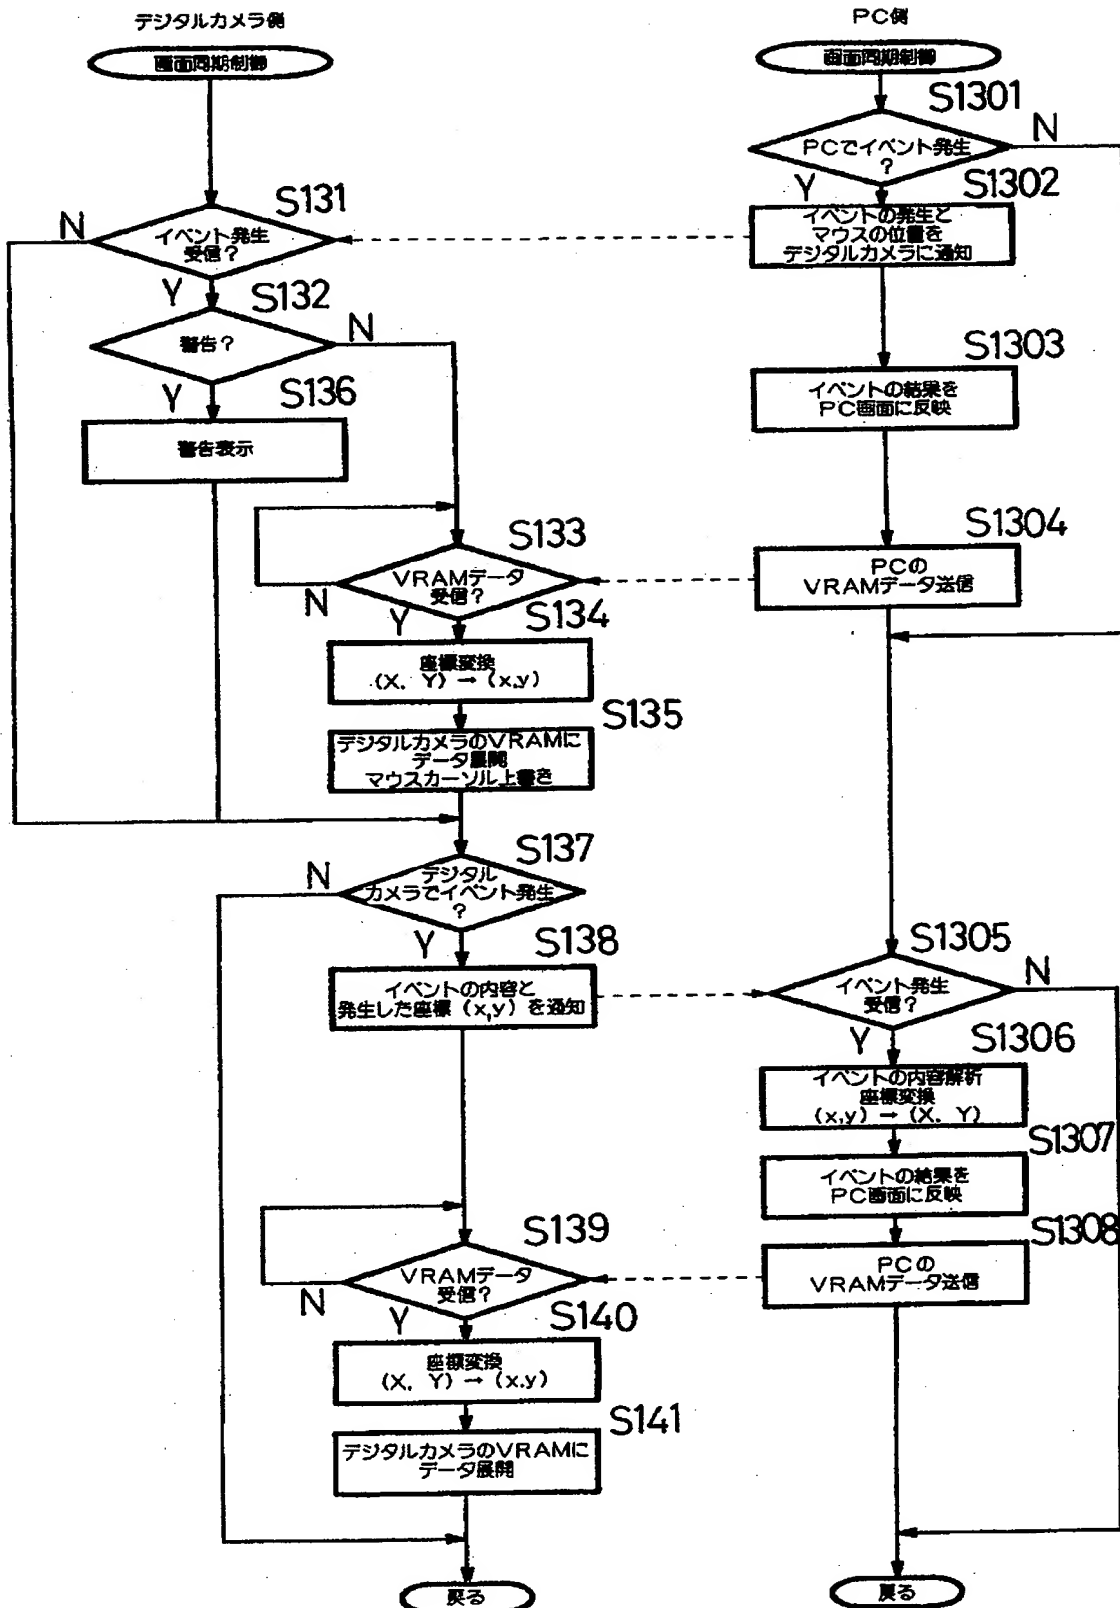 デジタルカメラ側
画面同期制御
S131
イベント発生
受信?
N
Y
S132
警告?
N
Y
S136
警告表示
S133
VRAMデータ
受信?
N
Y
S134
座標変換
(X, Y) → (x,y)
S135
デジタルカメラのVRAMに
データ展開
マウスカーソル上書き
S137
デジタル
カメラでイベント発生
?
N
Y
S138
イベントの内容と
発生した座標 (x,y) を通知
S139
VRAMデータ
受信?
N
Y
S140
座標変換
(X, Y) → (x,y)
S141
デジタルカメラのVRAMに
データ展開
戻る
PC側
画面同期制御
S1301
PCでイベント発生
?
N
Y
S1302
イベントの発生と
マウスの位置を
デジタルカメラに通知
S1303
イベントの結果を
PC画面に反映
S1304
PCの
VRAMデータ送信
S1305
イベント発生
受信?
N
Y
S1306
イベントの内容解析
座標変換
(x,y) → (X, Y)
S1307
イベントの結果を
PC画面に反映
S1308
PCの
VRAMデータ送信
戻る